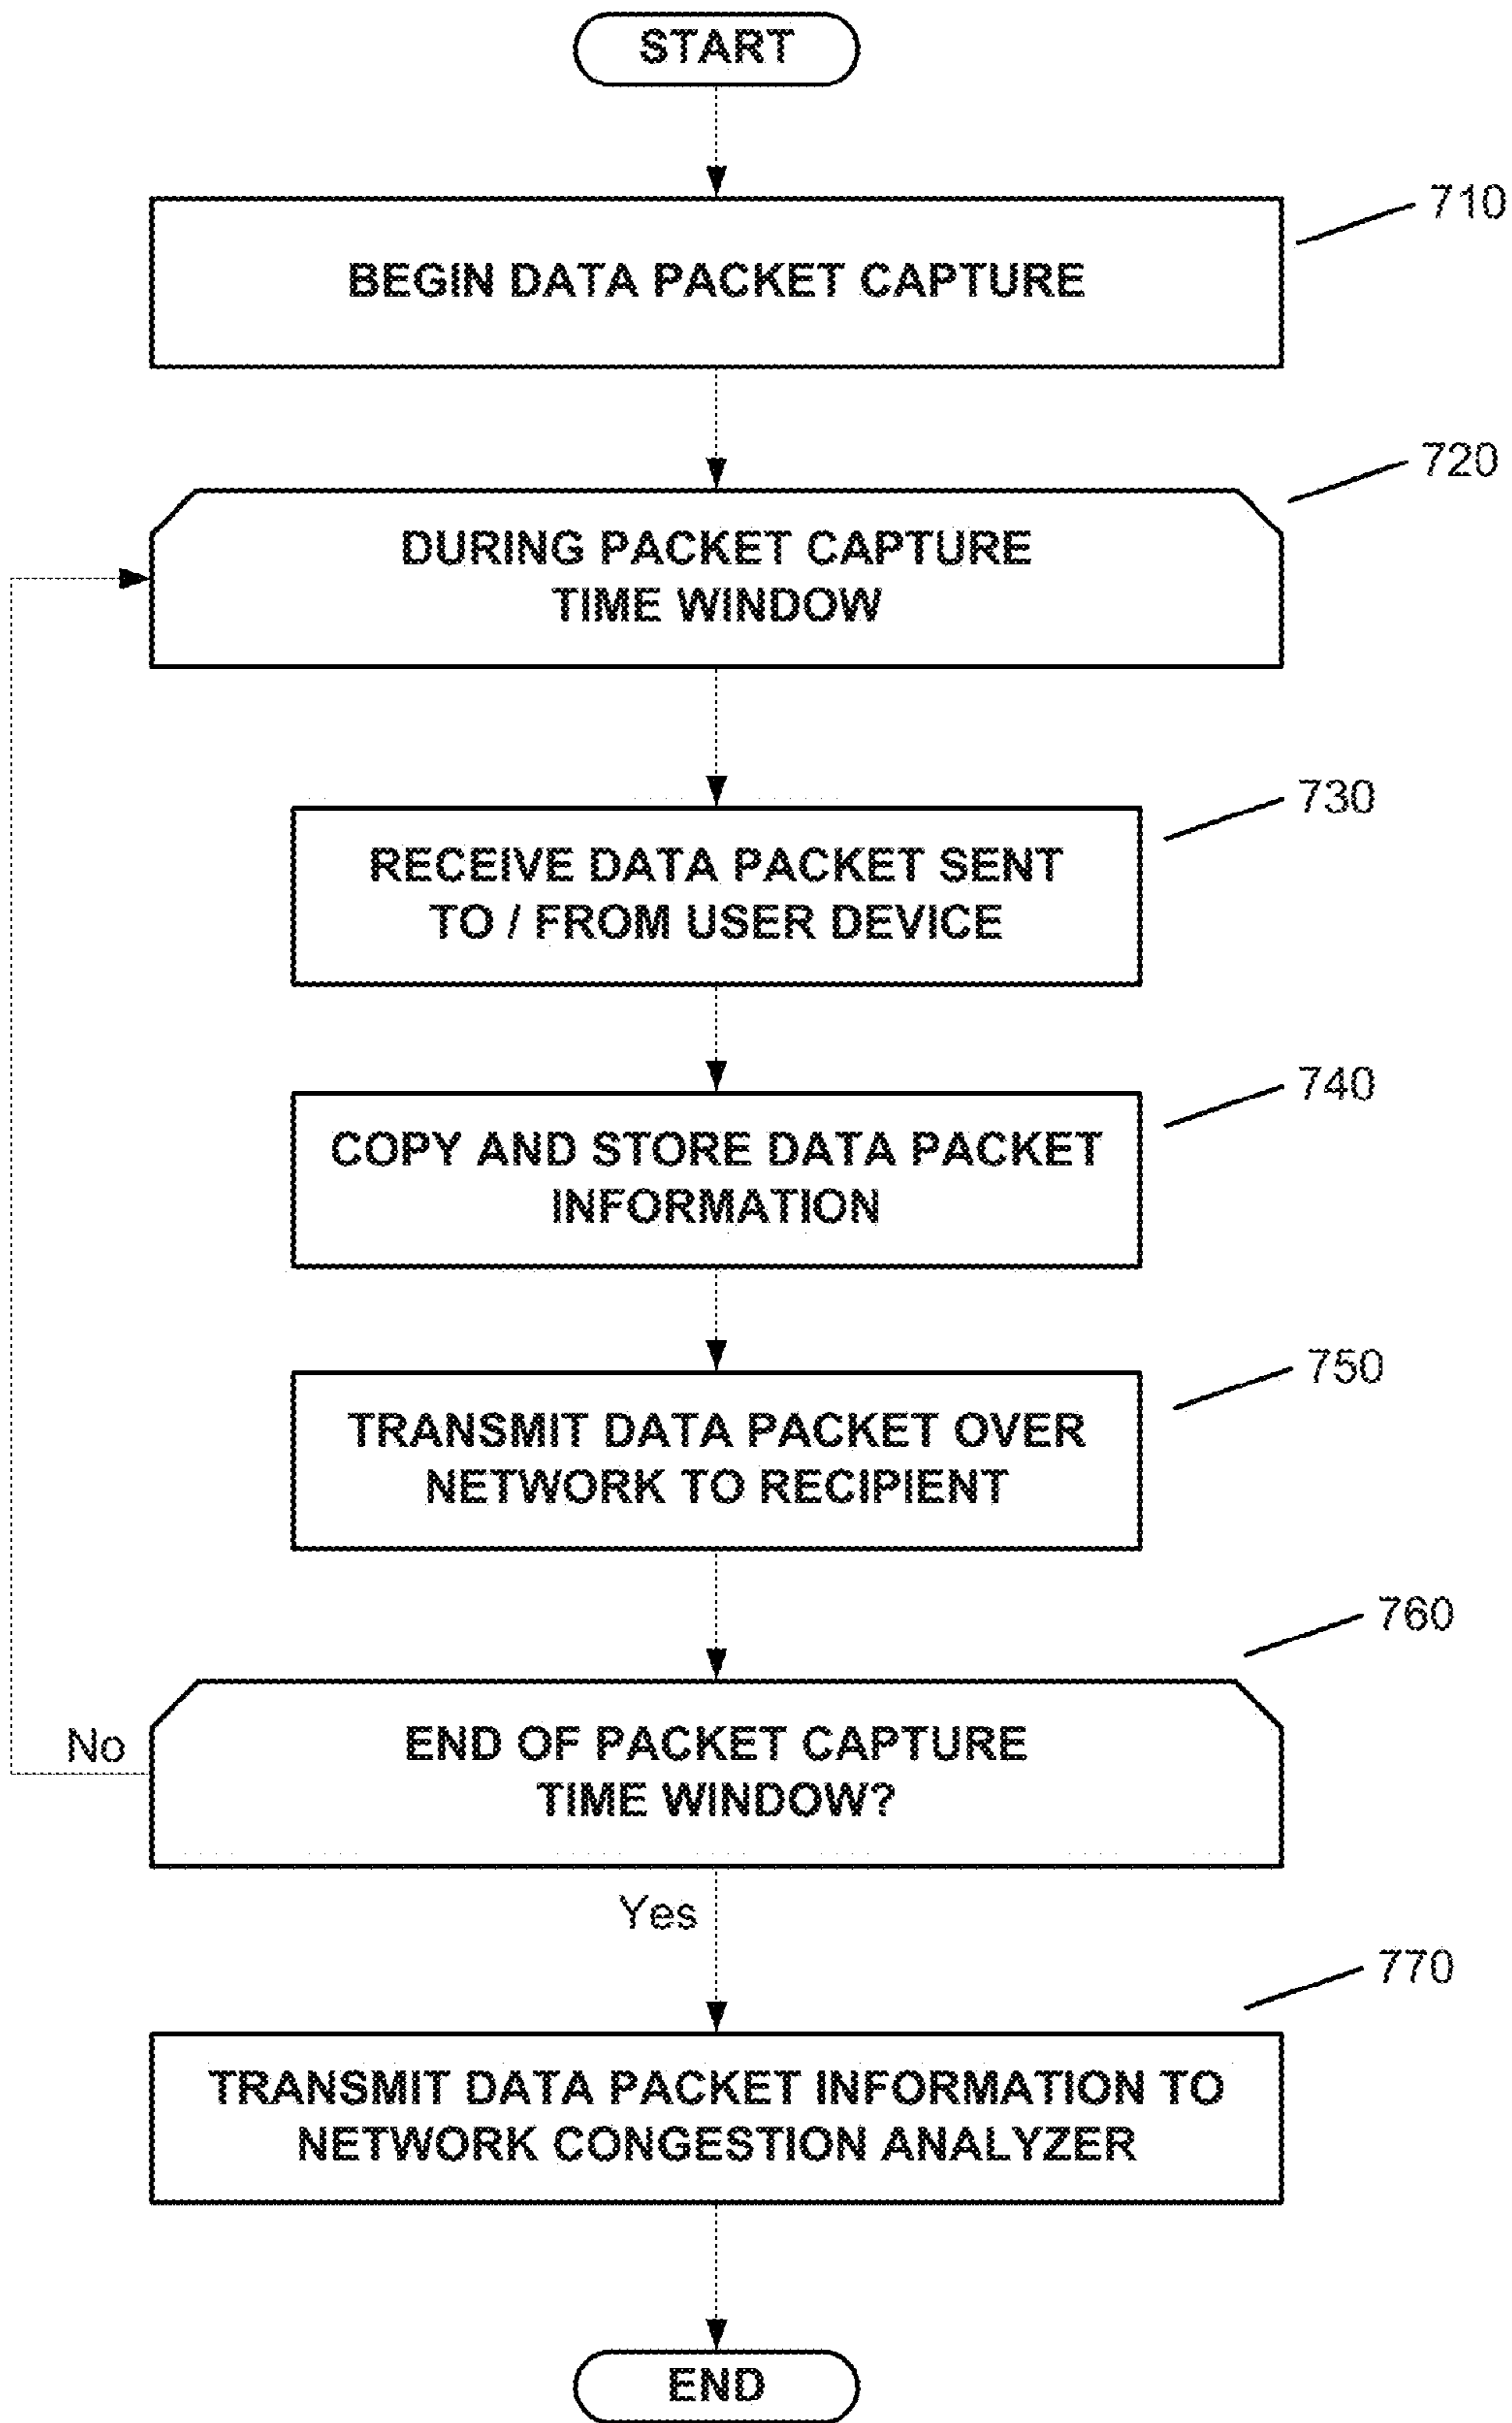 START
710
BEGIN DATA PACKET CAPTURE
720
DURING PACKET CAPTURE
TIME WINDOW
730
RECEIVE DATA PACKET SENT
TO / FROM USER DEVICE
740
COPY AND STORE DATA PACKET
INFORMATION
750
TRANSMIT DATA PACKET OVER
NETWORK TO RECIPIENT
760
END OF PACKET CAPTURE
TIME WINDOW?
No
Yes
770
TRANSMIT DATA PACKET INFORMATION TO
NETWORK CONGESTION ANALYZER
END